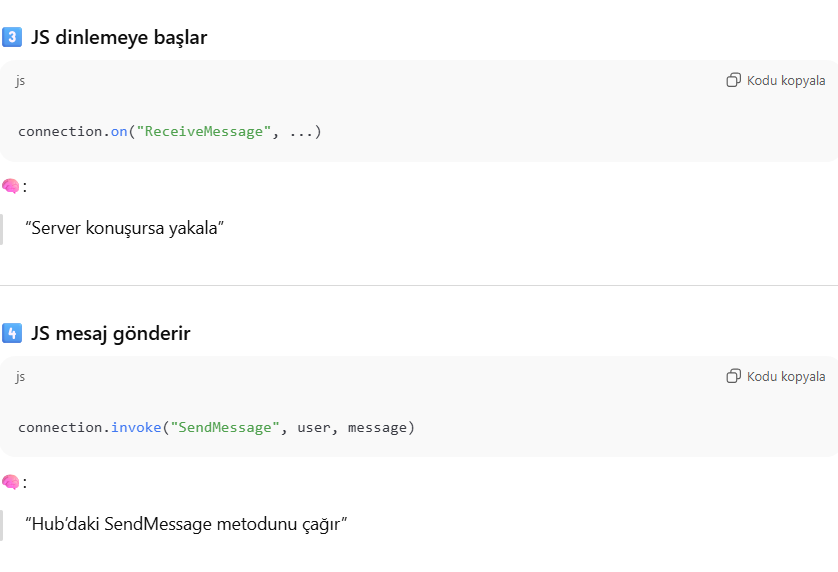 3️⃣ JS dinlemeye başlar
js
Kodu kopyala
connection.on("ReceiveMessage", ...)
🧠:
“Server konuşursa yakala”
4️⃣ JS mesaj gönderir
js
Kodu kopyala
connection.invoke("SendMessage", user, message)
🧠:
“Hub’daki SendMessage metodunu çağır”